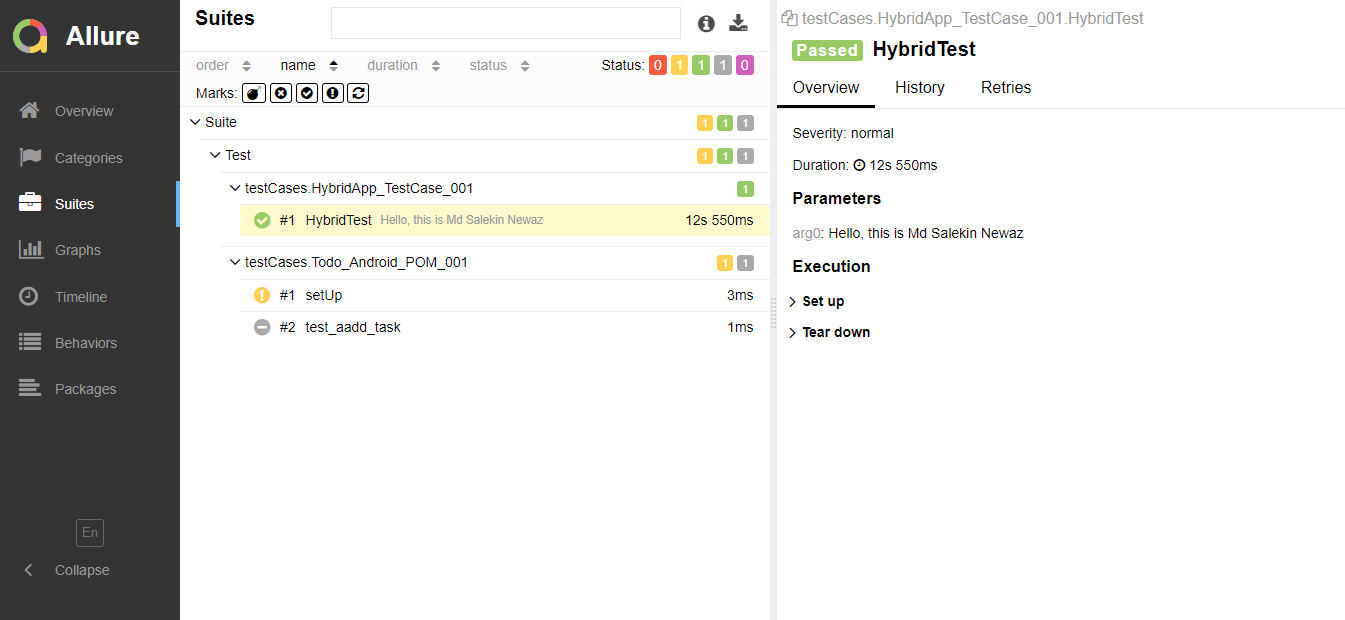 Allure
Overview
Categories
Suites
Graphs
Timeline
Behaviors
Packages
En
Collapse
Suites
order name duration status Status: 0 1 1 1 0
Marks:
Suite 1 1 1
Test 1 1 1
testCases.HybridApp_TestCase_001 1
#1 HybridTest Hello, this is Md Salekin Newaz 12s 550ms
testCases.Todo_Android_POM_001 1 1
#1 setUp 3ms
#2 test_aadd_task 1ms
testCases.HybridApp_TestCase_001.HybridTest
Passed HybridTest
Overview History Retries
Severity: normal
Duration: 12s 550ms
Parameters
arg0: Hello, this is Md Salekin Newaz
Execution
Set up
Tear down